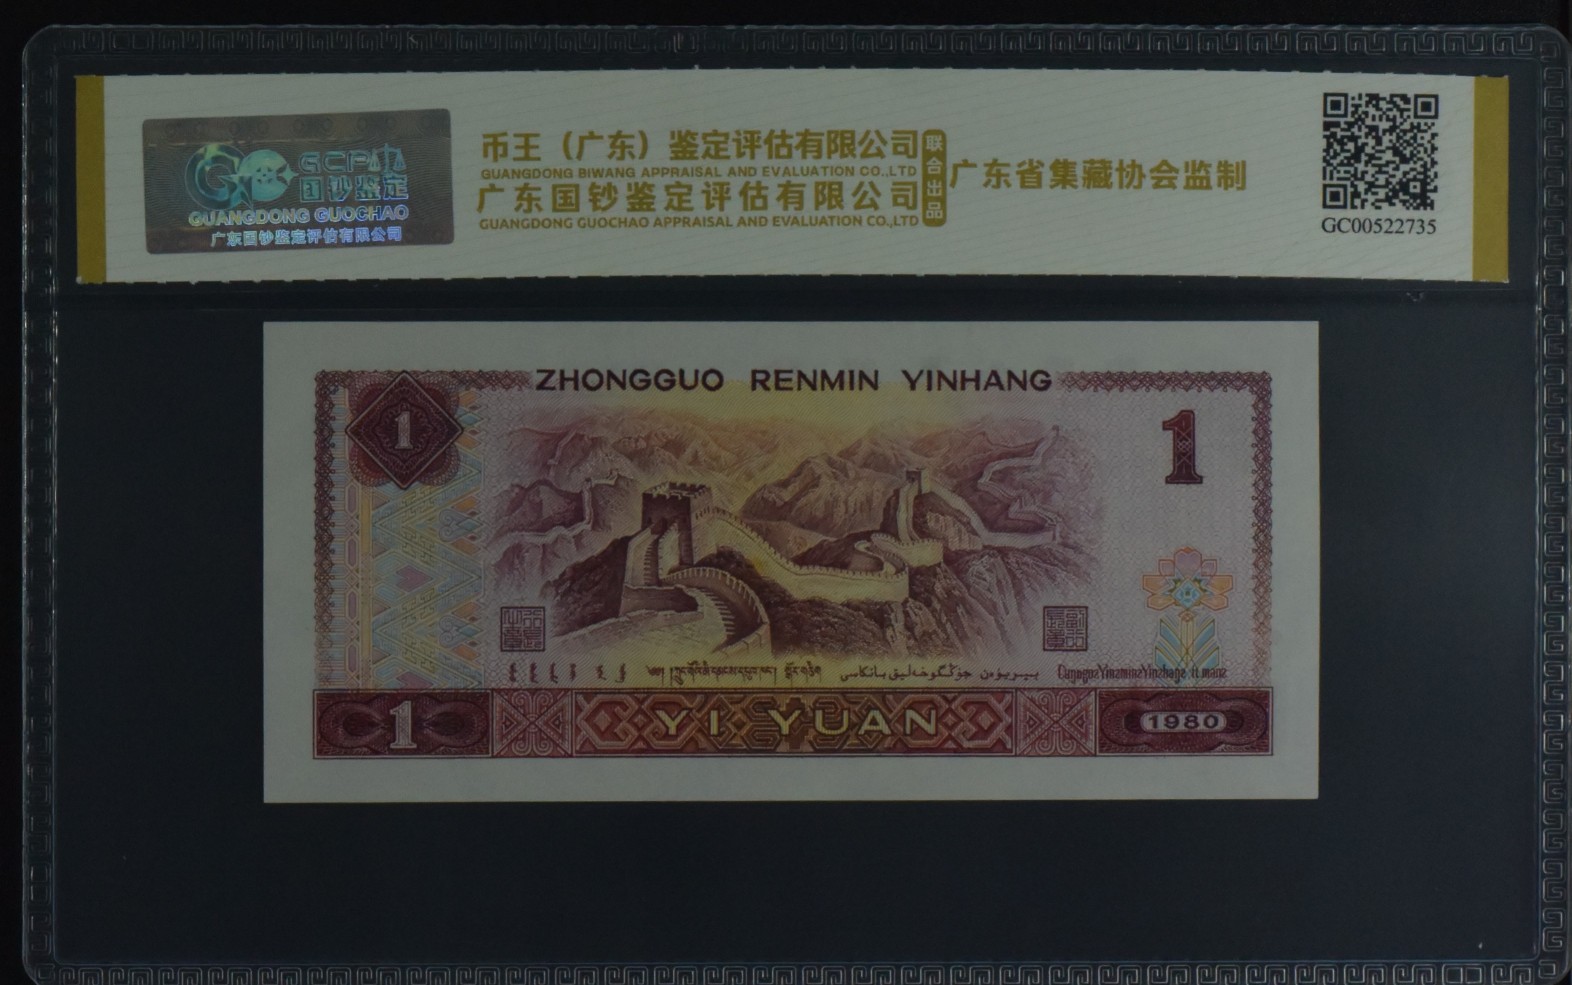 GCP
国钞鉴定
GUANGDONG GUOCHAO
广东国钞鉴定评估有限公司
币王（广东）鉴定评估有限公司
GUANGDONG BIWANG APPRAISAL AND EVALUATION CO.,LTD
广东国钞鉴定评估有限公司
GUANGDONG GUOCHAO APPRAISAL AND EVALUATION CO.,LTD
联合出品
广东省集藏协会监制
GC00522735
ZHONGGUO RENMIN YINHANG
1
1
1
YI YUAN
1980